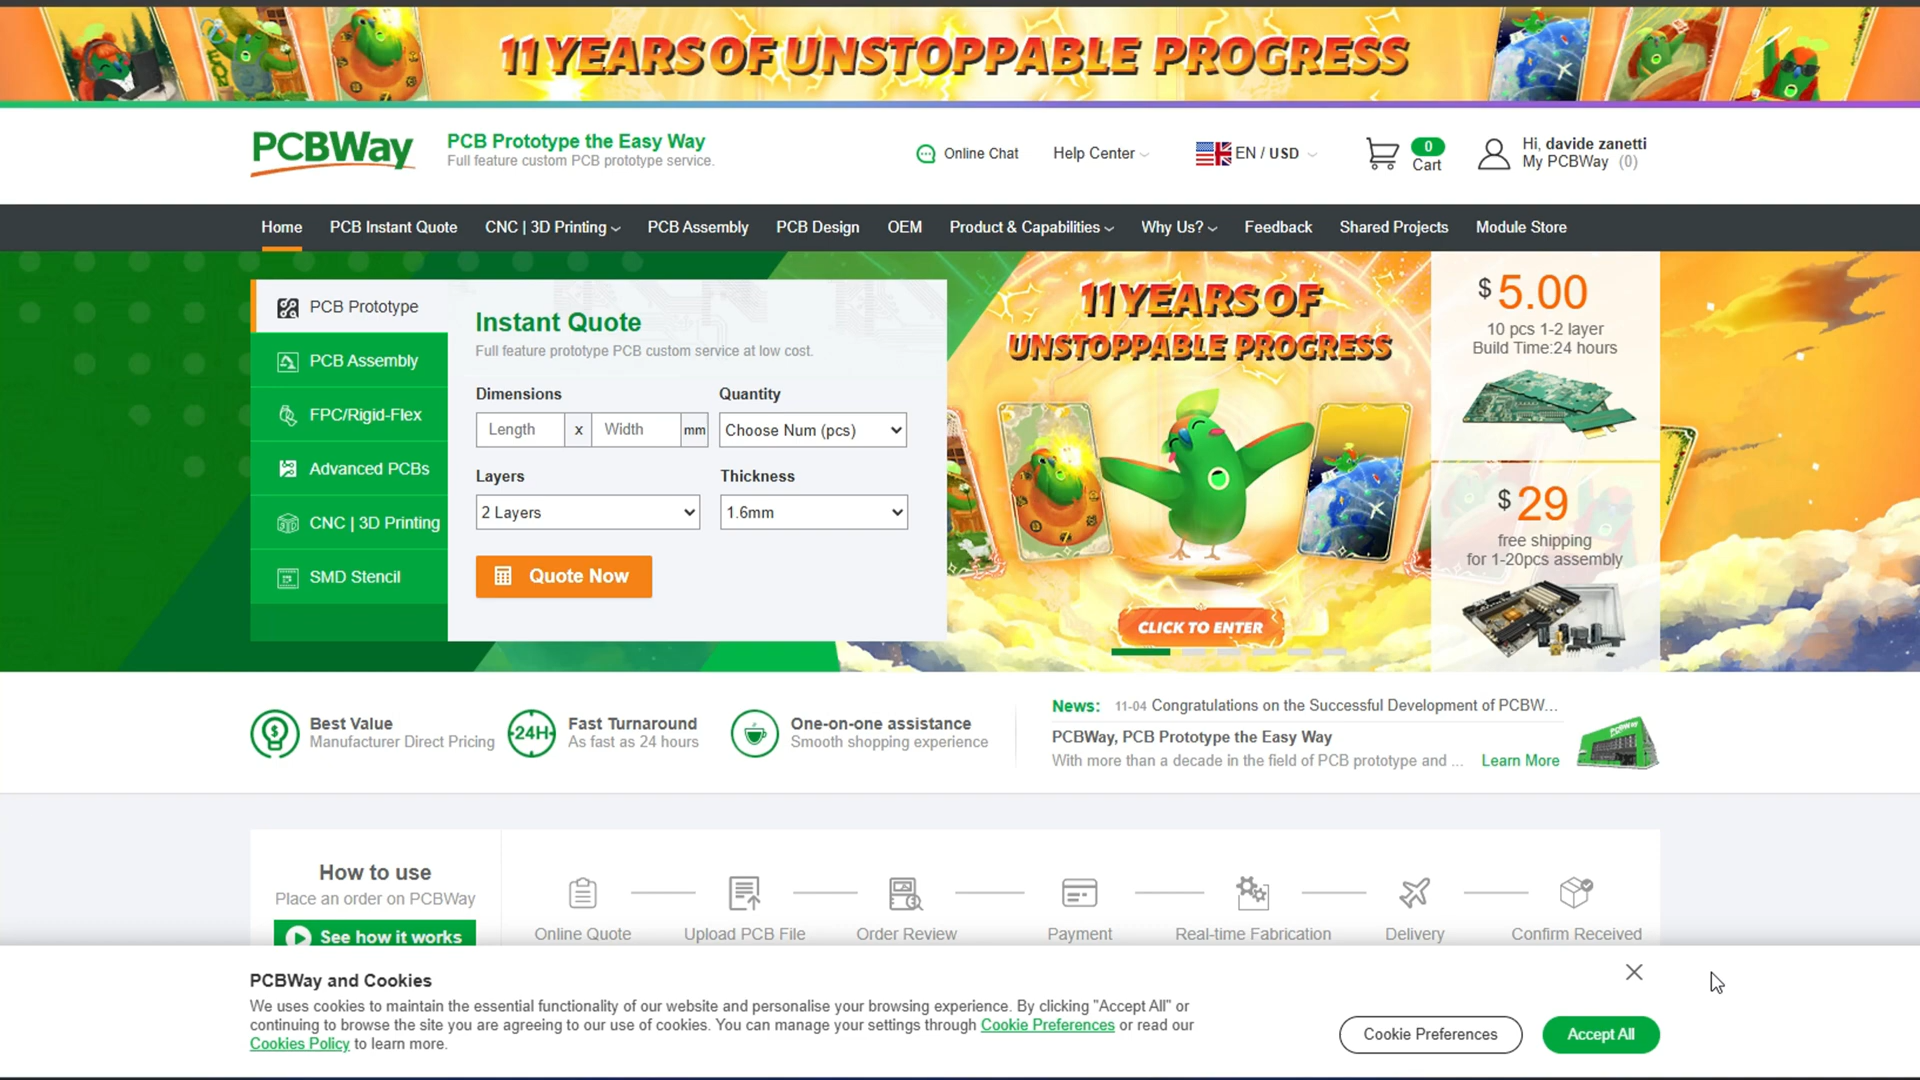 11 YEARS OF UNSTOPPABLE PROGRESS
PCBWay
PCB Prototype the Easy Way
Full feature custom PCB prototype service.
Online Chat
Help Center
EN / USD
0
Cart
Hi, davide zanetti
My PCBWay (0)
Home
PCB Instant Quote
CNC | 3D Printing
PCB Assembly
PCB Design
OEM
Product & Capabilities
Why Us?
Feedback
Shared Projects
Module Store
PCB Prototype
PCB Assembly
FPC/Rigid-Flex
Advanced PCBs
CNC | 3D Printing
SMD Stencil
Instant Quote
Full feature prototype PCB custom service at low cost.
Dimensions
Quantity
Length x Width mm
Choose Num (pcs)
Layers
Thickness
2 Layers
1.6mm
Quote Now
11 YEARS OF
UNSTOPPABLE PROGRESS
CLICK TO ENTER
$ 5.00
10 pcs 1-2 layer
Build Time:24 hours
$ 29
free shipping
for 1-20pcs assembly
Best Value
Manufacturer Direct Pricing
24H
Fast Turnaround
As fast as 24 hours
One-on-one assistance
Smooth shopping experience
News: 11-04 Congratulations on the Successful Development of PCBW...
PCBWay, PCB Prototype the Easy Way
With more than a decade in the field of PCB prototype and ... Learn More
How to use
Place an order on PCBWay
See how it works
Online Quote
Upload PCB File
Order Review
Payment
Real-time Fabrication
Delivery
Confirm Received
PCBWay and Cookies
We uses cookies to maintain the essential functionality of our website and personalise your browsing experience. By clicking "Accept All" or
continuing to browse the site you are agreeing to our use of cookies. You can manage your settings through Cookie Preferences or read our
Cookies Policy to learn more.
Cookie Preferences
Accept All